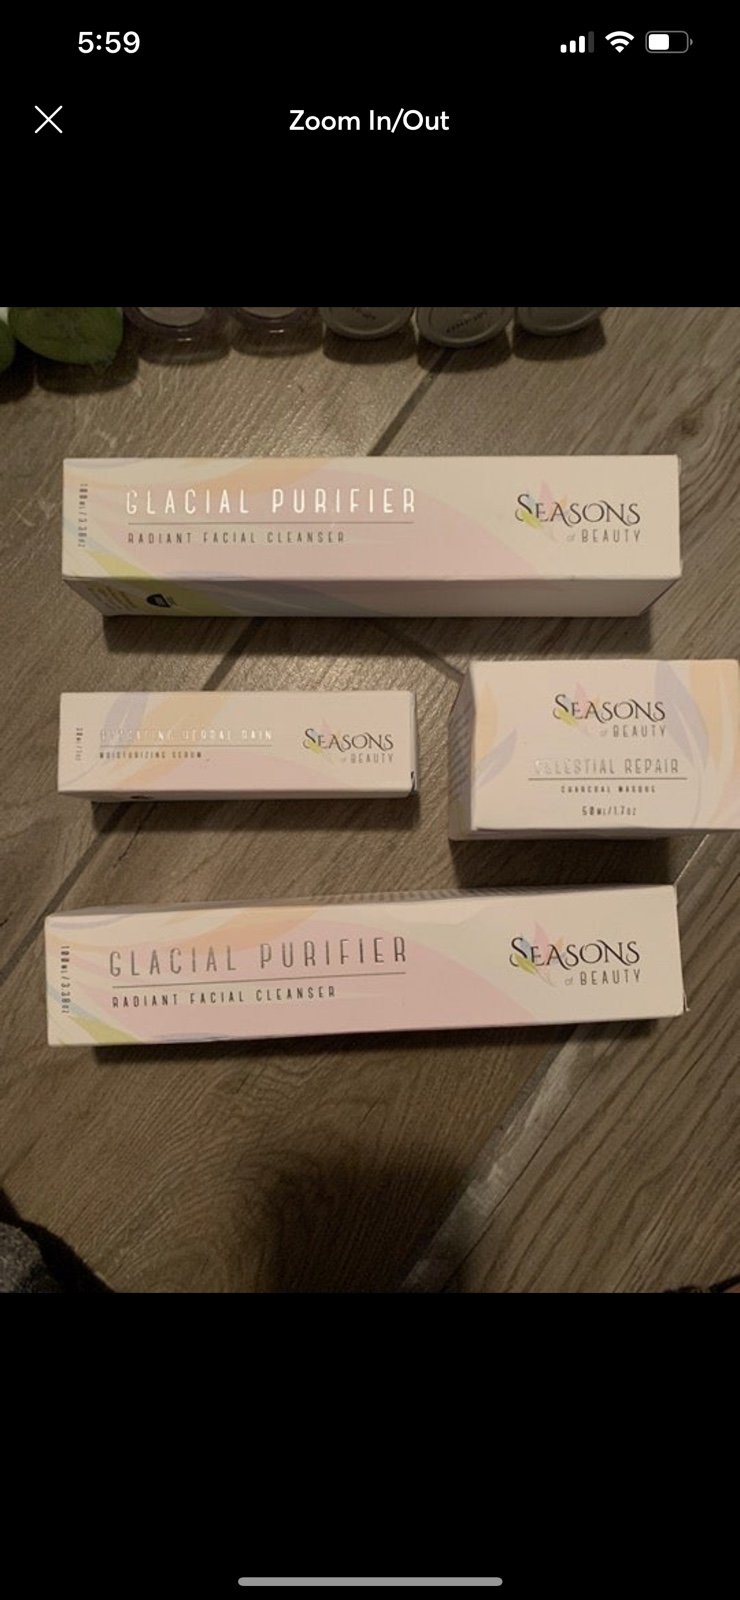 5:59
Zoom In/Out
GLACIAL PURIFIER
RADIANT FACIAL CLEANSER
SEASONS
of BEAUTY
100ML/3.38OZ
HERBAL RAIN
MOISTURIZING SERUM
SEASONS
of BEAUTY
SEASONS
of BEAUTY
CELESTIAL REPAIR
CHARCOAL MASQUE
50ML/1.7OZ
GLACIAL PURIFIER
RADIANT FACIAL CLEANSER
SEASONS
of BEAUTY
100ML/3.38OZ